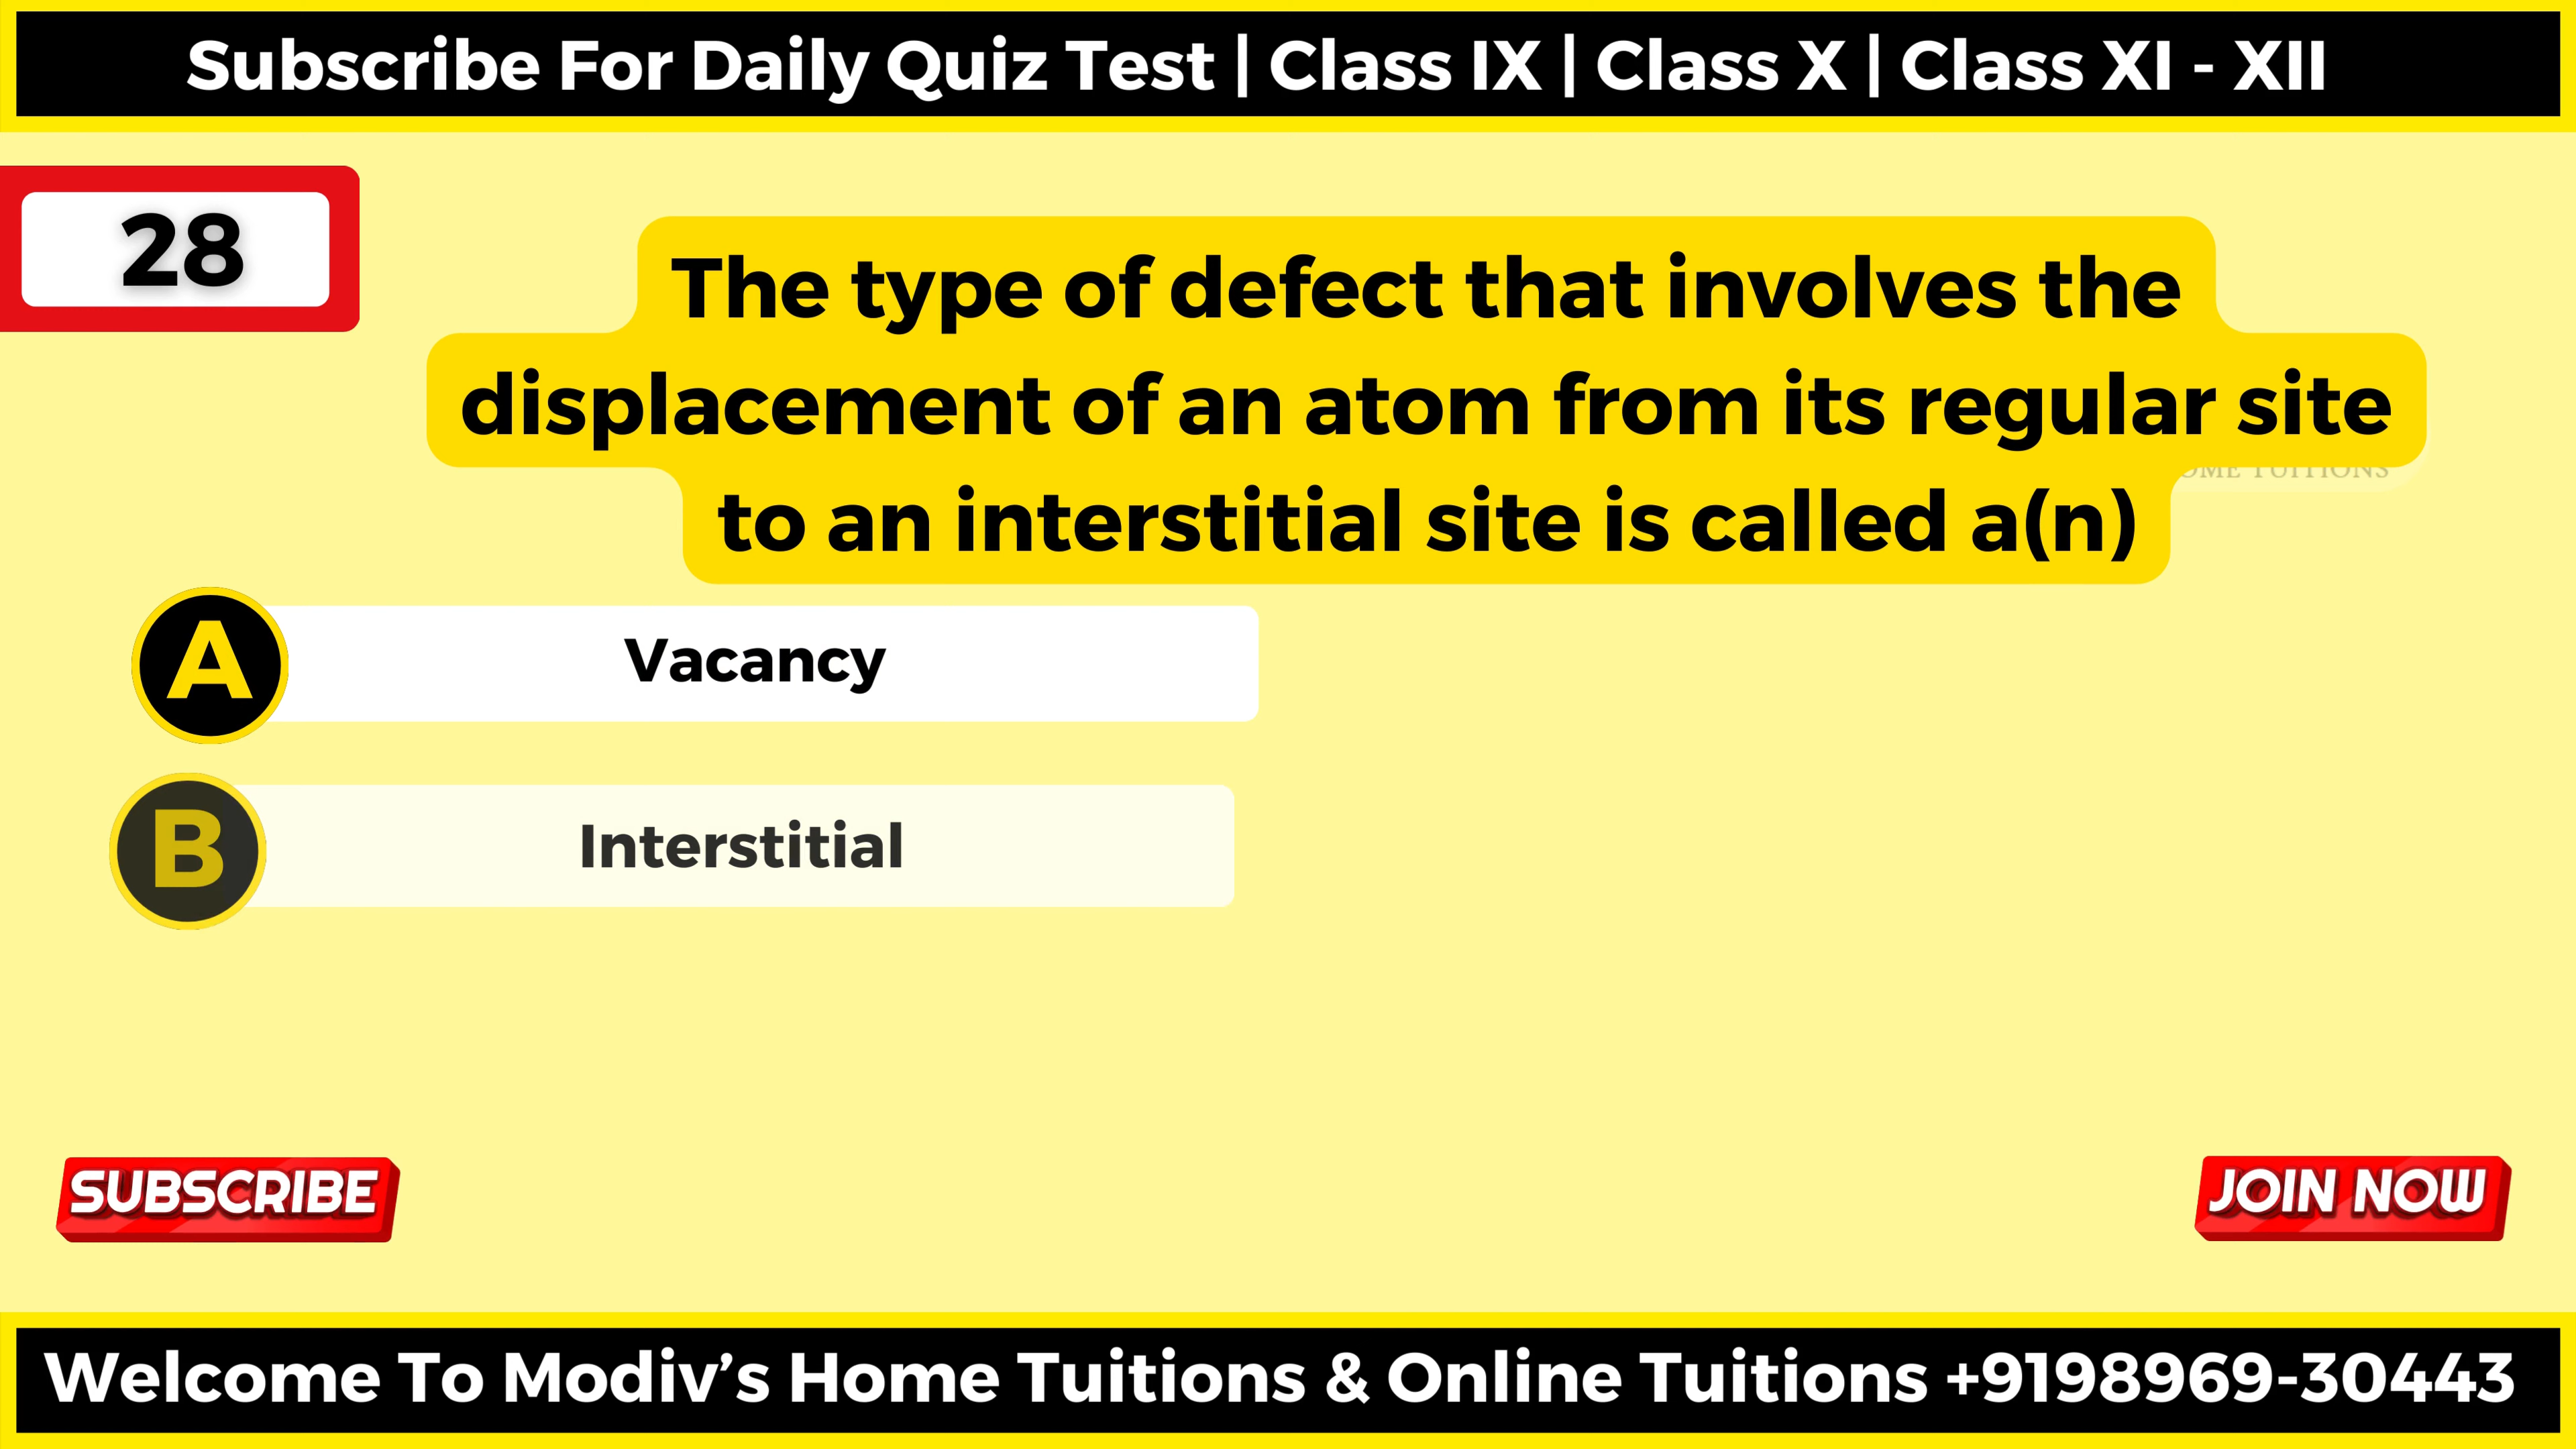 Subscribe For Daily Quiz Test | Class IX | Class X | Class XI - XII
28
The type of defect that involves the
displacement of an atom from its regular site
to an interstitial site is called a(n)
TUITIONS
A
Vacancy
B
Interstitial
SUBSCRIBE
JOIN NOW
Welcome To Modiv’s Home Tuitions & Online Tuitions +9198969-30443